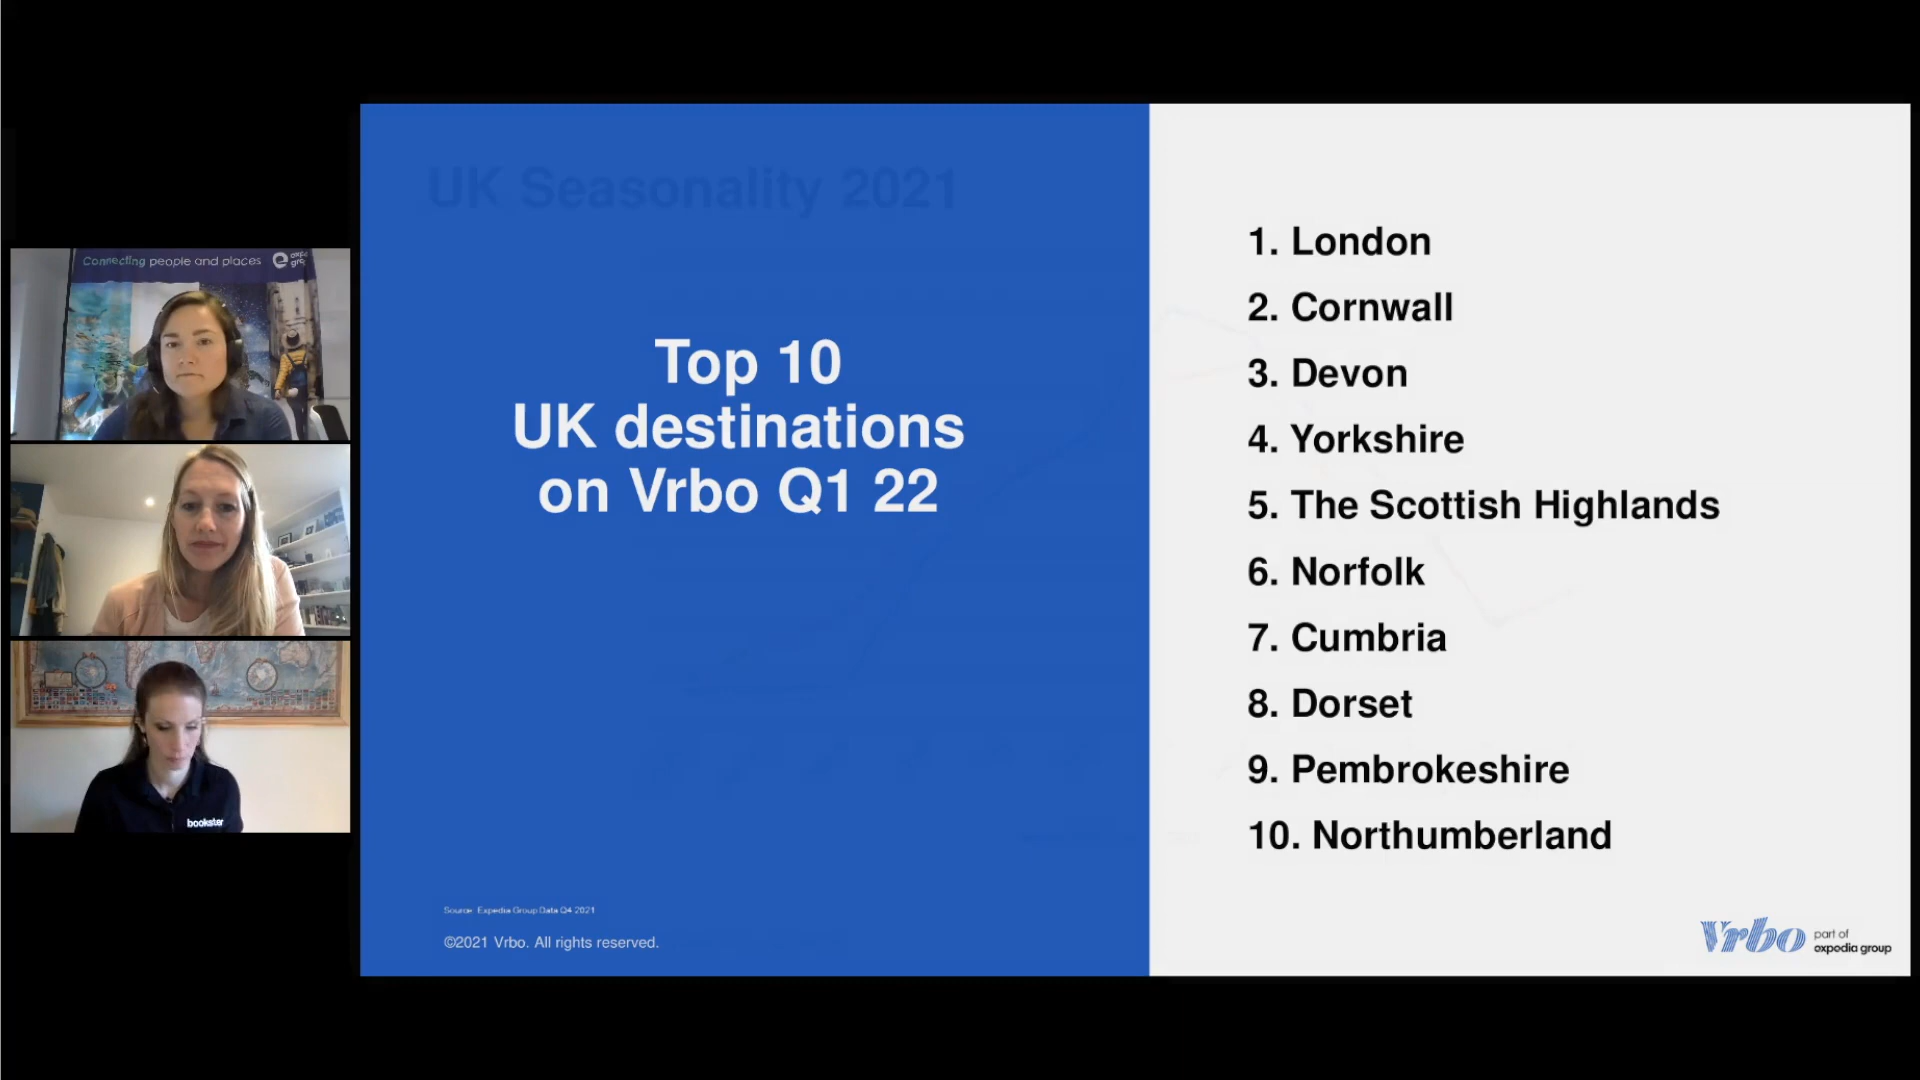 Connecting people and places
UK Seasonality 2021
Top 10
UK destinations
on Vrbo Q1 22
1. London
2. Cornwall
3. Devon
4. Yorkshire
5. The Scottish Highlands
6. Norfolk
7. Cumbria
8. Dorset
9. Pembrokeshire
10. Northumberland
bookster
Source: Expedia Group Data Q4 2021
©2021 Vrbo. All rights reserved.
Vrbo
part of
expedia group